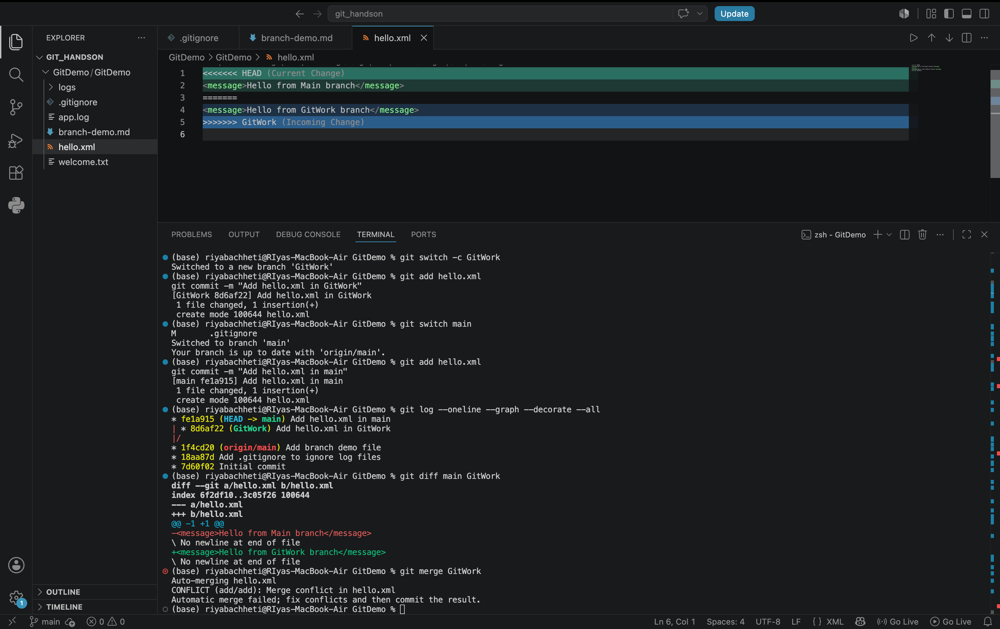 git_handson
Update
EXPLORER
GIT_HANDSON
GitDemo/GitDemo
logs
.gitignore
app.log
branch-demo.md
hello.xml
welcome.txt
OUTLINE
TIMELINE
.gitignore
branch-demo.md
hello.xml
GitDemo > GitDemo > hello.xml
1 <<<<<<< HEAD (Current Change)
2 <message>Hello from Main branch</message>
3 =======
4 <message>Hello from GitWork branch</message>
5 >>>>>>> GitWork (Incoming Change)
6
PROBLEMS OUTPUT DEBUG CONSOLE TERMINAL PORTS
zsh - GitDemo
(base) riyabachheti@RIyas-MacBook-Air GitDemo % git switch -c GitWork
Switched to a new branch 'GitWork'
(base) riyabachheti@RIyas-MacBook-Air GitDemo % git add hello.xml
git commit -m "Add hello.xml in GitWork"
[GitWork 8d6af22] Add hello.xml in GitWork
 1 file changed, 1 insertion(+)
 create mode 100644 hello.xml
(base) riyabachheti@RIyas-MacBook-Air GitDemo % git switch main
M       .gitignore
Switched to branch 'main'
Your branch is up to date with 'origin/main'.
(base) riyabachheti@RIyas-MacBook-Air GitDemo % git add hello.xml
git commit -m "Add hello.xml in main"
[main fe1a915] Add hello.xml in main
 1 file changed, 1 insertion(+)
 create mode 100644 hello.xml
(base) riyabachheti@RIyas-MacBook-Air GitDemo % git log --oneline --graph --decorate --all
* fe1a915 (HEAD -> main) Add hello.xml in main
| * 8d6af22 (GitWork) Add hello.xml in GitWork
|/
* 1f4cd20 (origin/main) Add branch demo file
* 18aa87d Add .gitignore to ignore log files
* 7d60f02 Initial commit
(base) riyabachheti@RIyas-MacBook-Air GitDemo % git diff main GitWork
diff --git a/hello.xml b/hello.xml
index 6f2df10..3c05f26 100644
--- a/hello.xml
+++ b/hello.xml
@@ -1 +1 @@
-<message>Hello from Main branch</message>
\ No newline at end of file
+<message>Hello from GitWork branch</message>
\ No newline at end of file
(base) riyabachheti@RIyas-MacBook-Air GitDemo % git merge GitWork
Auto-merging hello.xml
CONFLICT (add/add): Merge conflict in hello.xml
Automatic merge failed; fix conflicts and then commit the result.
(base) riyabachheti@RIyas-MacBook-Air GitDemo %
1
main 0 0 Ln 6, Col 1 Spaces: 4 UTF-8 LF { } XML Go Live Go Live